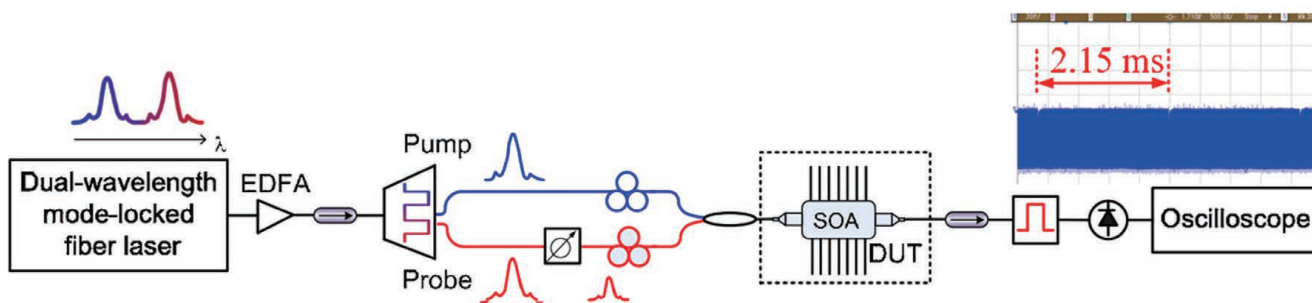 2.15 ms
λ
Pump
Dual-wavelength
mode-locked
fiber laser
EDFA
SOA
DUT
Oscilloscope
Probe